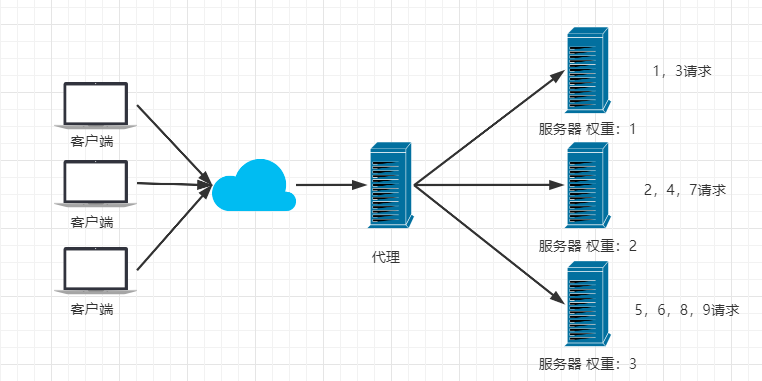 客户端
客户端
客户端
代理
1，3请求
服务器 权重：1
2，4，7请求
服务器 权重：2
5，6，8，9请求
服务器 权重：3